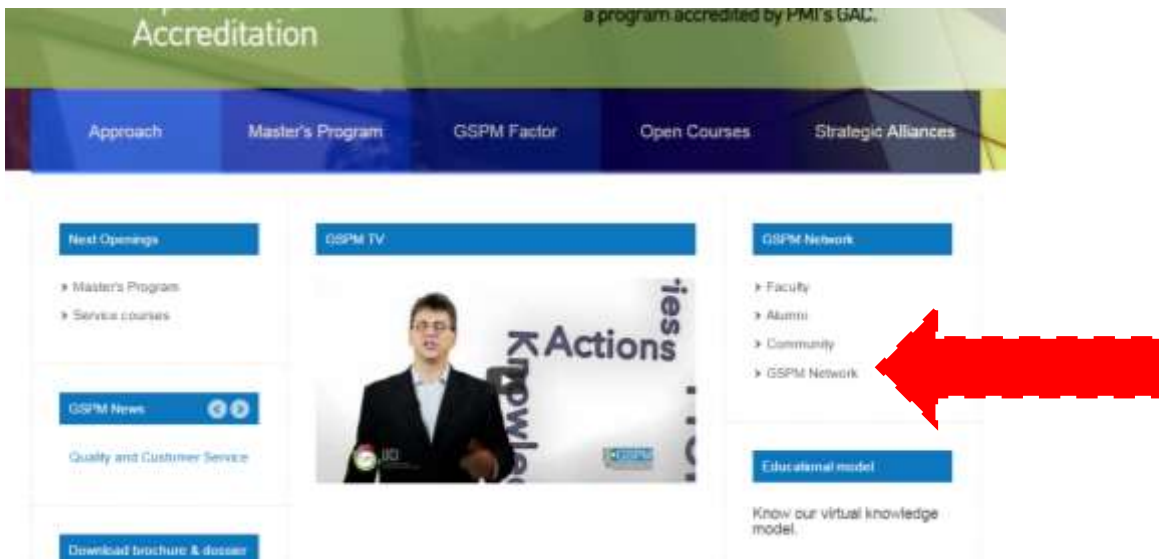 Accreditation
a program accredited by PMI's GAC.
Approach
Master's Program
GSPM Factor
Open Courses
Strategic Alliances
Next Openings
Master's Program
Service courses
GSPM News
Quality and Customer Service
Download brochure & dossier
GSPM TV
Actions
UCI
GSPM
GSPM Network
Faculty
Alumni
Community
GSPM Network
Educational model
Know our virtual knowledge
model.